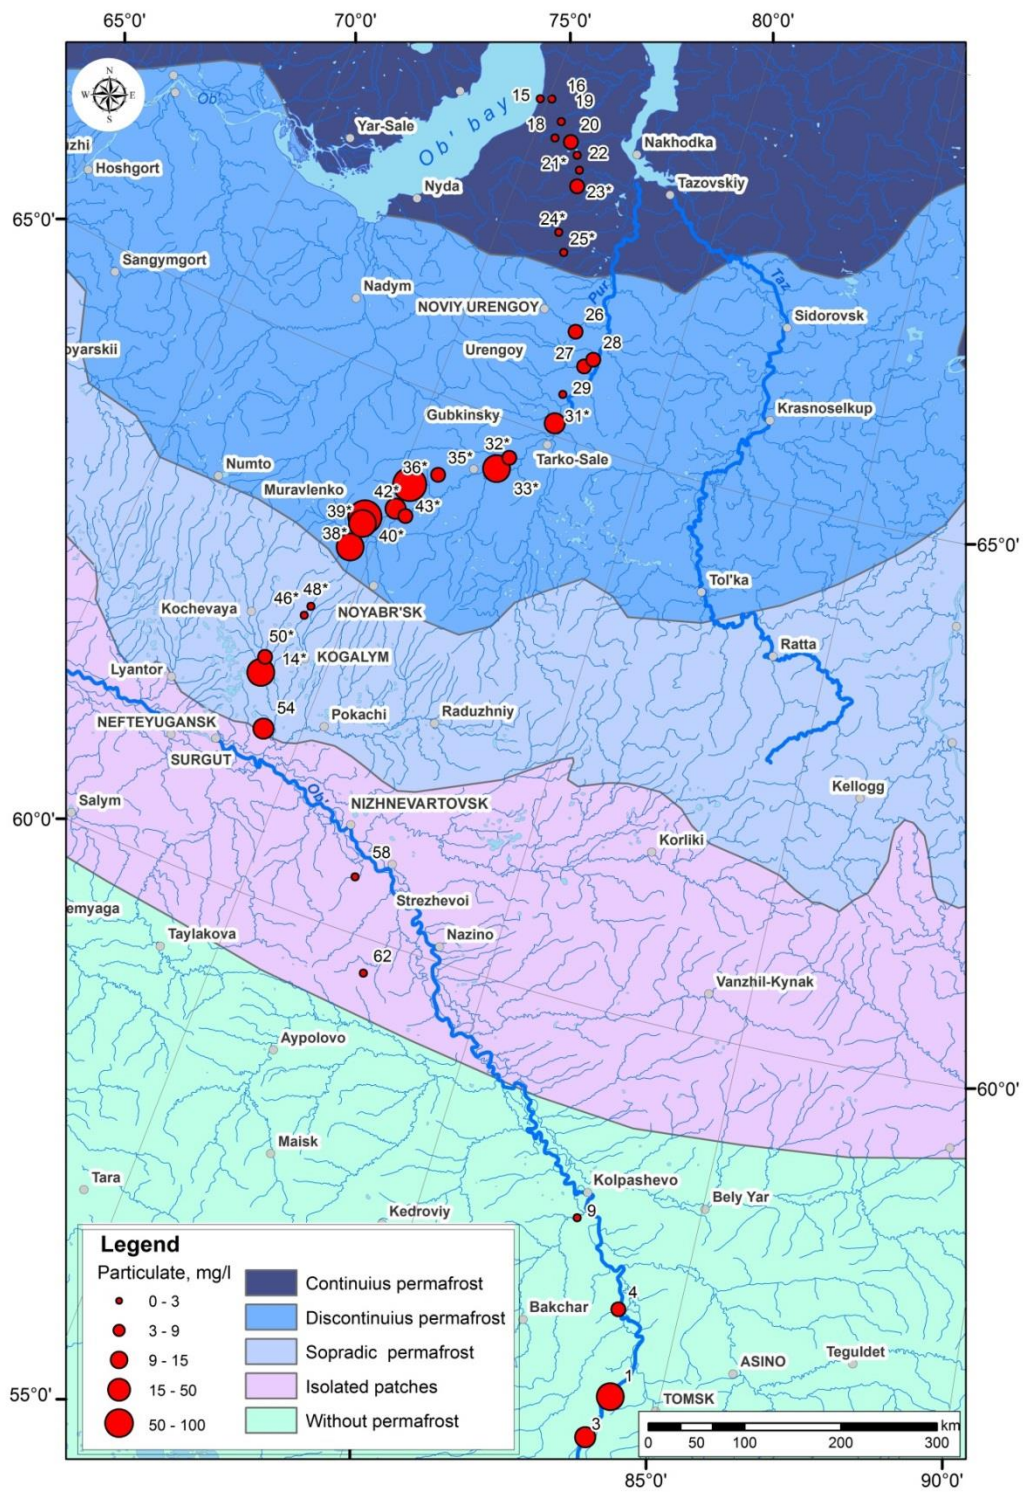 65°0'
70°0'
75°0'
80°0'
N
W
E
S
Ob'
Yar-Sale
Ob' bay
15
16
19
18
20
22
21*
23*
Nakhodka
Tazovskiy
uzhi
Hoshgort
Nyda
65°0'
24*
25*
Sangymgort
Nadym
NOVIY URENGOY
Pur
Taz
Sidorovsk
26
oyarskii
Urengoy
27
28
29
Gubkinsky
31*
Krasnoselkup
Tarko-Sale
Numto
32*
35*
36*
33*
Muravlenko
42*
43*
39*
40*
38*
65°0'
Tol'ka
46*
48*
Kochevaya
NOYABR'SK
50*
KOGALYM
14*
Ratta
Lyantor
54
Pokachi
Raduzhniy
NEFTEYUGANSK
SURGUT
Ob'
Kellogg
Salym
NIZHNEVARTOVSK
60°0'
58
Korliki
Strezhevoi
emyaga
Taylakova
Nazino
62
Vanzhil-Kynak
Aypolovo
60°0'
Maisk
Tara
Kolpashevo
Bely Yar
Kedroviy
9
Legend
Particulate, mg/l
0 - 3
3 - 9
9 - 15
15 - 50
50 - 100
Continuius permafrost
Discontinuius permafrost
Sopradic permafrost
Isolated patches
Without permafrost
4
Bakchar
Teguldet
ASINO
1
TOMSK
3
55°0'
km
0 50 100 200 300
70°0'
85°0'
90°0'